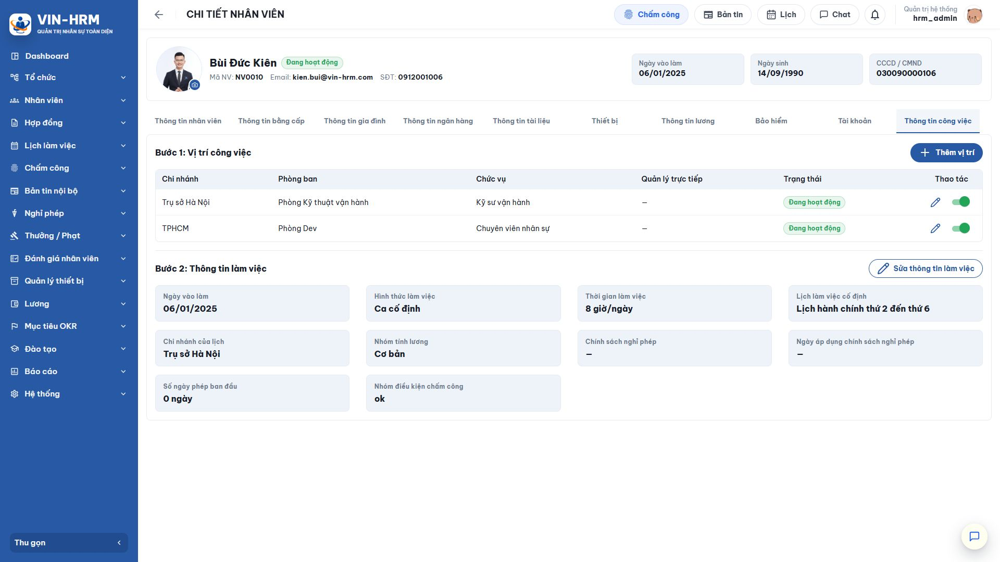 VIN-HRM
QUẢN TRỊ NHÂN SỰ TOÀN DIỆN
Dashboard
Tổ chức
Nhân viên
Hợp đồng
Lịch làm việc
Chấm công
Bản tin nội bộ
Nghỉ phép
Thưởng / Phạt
Đánh giá nhân viên
Quản lý thiết bị
Lương
Mục tiêu OKR
Đào tạo
Báo cáo
Hệ thống
Thu gọn
CHI TIẾT NHÂN VIÊN
Chấm công
Bản tin
Lịch
Chat
Quản trị hệ thống
hrm_admin
Bùi Đức Kiên Đang hoạt động
Mã NV: NV0010 Email: kien.bui@vin-hrm.com SĐT: 0912001006
Ngày vào làm
06/01/2025
Ngày sinh
14/09/1990
CCCD / CMND
030090000106
Thông tin nhân viên Thông tin bằng cấp Thông tin gia đình Thông tin ngân hàng Thông tin tài liệu Thiết bị Thông tin lương Bảo hiểm Tài khoản Thông tin công việc
Bước 1: Vị trí công việc
Thêm vị trí
Chi nhánh Phòng ban Chức vụ Quản lý trực tiếp Trạng thái Thao tác
Trụ sở Hà Nội Phòng Kỹ thuật vận hành Kỹ sư vận hành — Đang hoạt động
TPHCM Phòng Dev Chuyên viên nhân sự — Đang hoạt động
Bước 2: Thông tin làm việc
Sửa thông tin làm việc
Ngày vào làm
06/01/2025
Hình thức làm việc
Ca cố định
Thời gian làm việc
8 giờ/ngày
Lịch làm việc cố định
Lịch hành chính thứ 2 đến thứ 6
Chi nhánh của lịch
Trụ sở Hà Nội
Nhóm tính lương
Cơ bản
Chính sách nghỉ phép
—
Ngày áp dụng chính sách nghỉ phép
—
Số ngày phép ban đầu
0 ngày
Nhóm điều kiện chấm công
ok